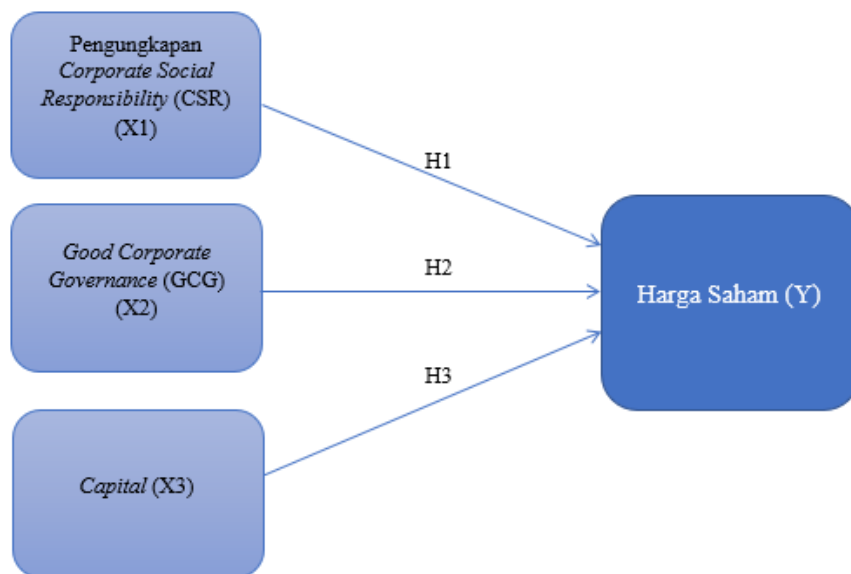 Pengungkapan
Corporate Social
Responsibility (CSR)
(X1)
H1
Good Corporate
Governance (GCG)
(X2)
H2
Harga Saham (Y)
H3
Capital (X3)